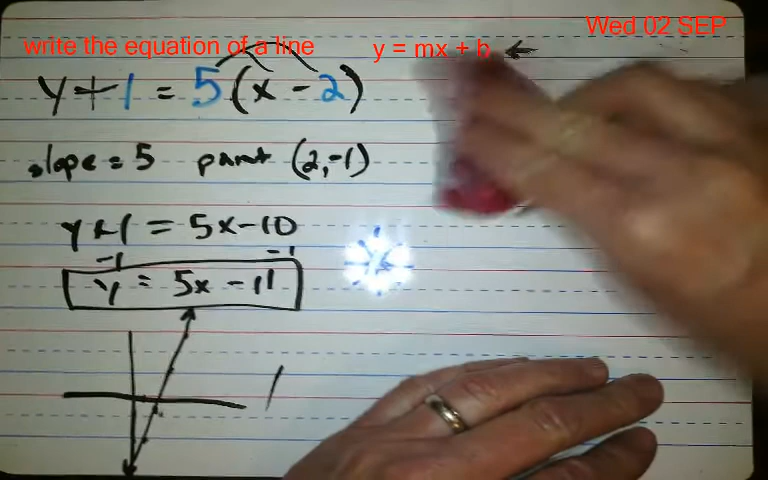 Wed 02 SEP
write the equation of a line y = mx + b ←
y + 1 = 5(x - 2)
slope = 5 point (2, -1)
y + 1 = 5x - 10
-1 -1
y = 5x - 11